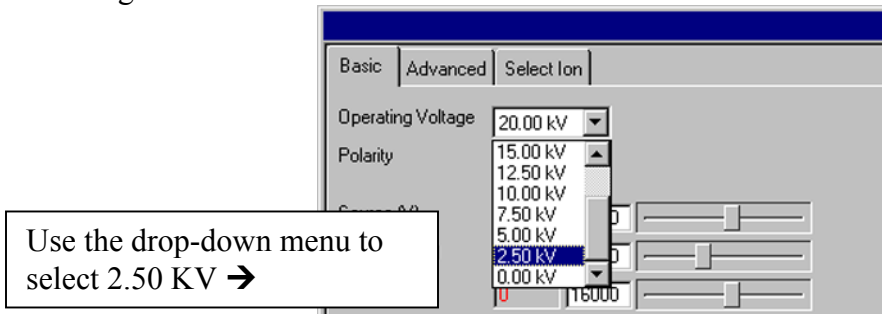 Basic Advanced Select Ion
Operating Voltage 20.00 kV
Polarity
15.00 kV
12.50 kV
10.00 kV
7.50 kV
5.00 kV
2.50 kV
0.00 kV
Use the drop-down menu to
select 2.50 KV →
0 16000